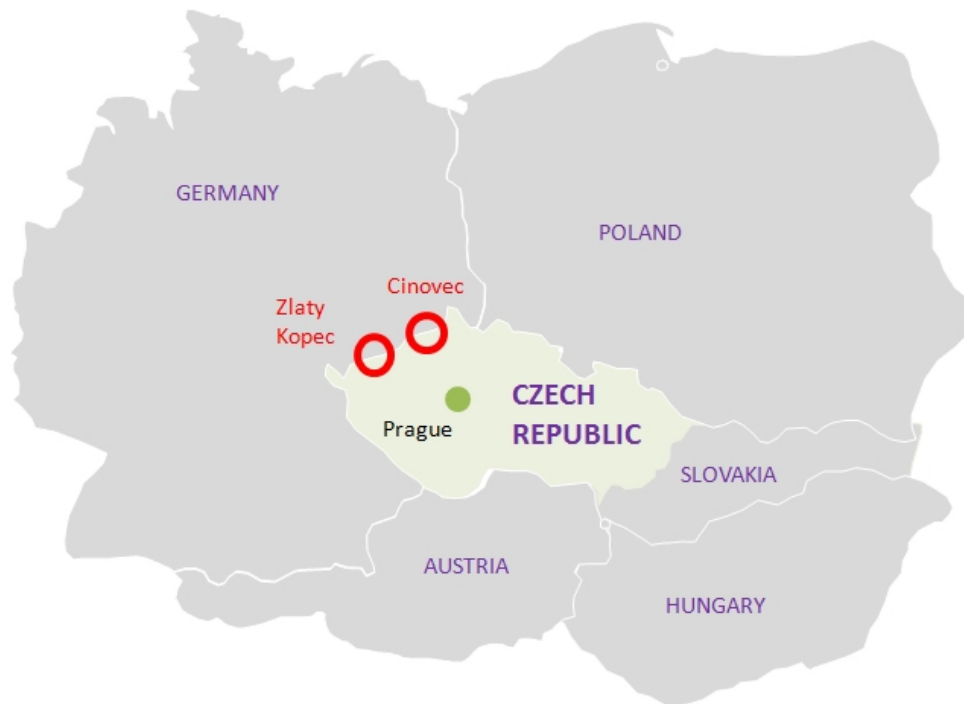 GERMANY
POLAND
Cinovec
Zlaty
Kopec
CZECH
REPUBLIC
Prague
SLOVAKIA
AUSTRIA
HUNGARY